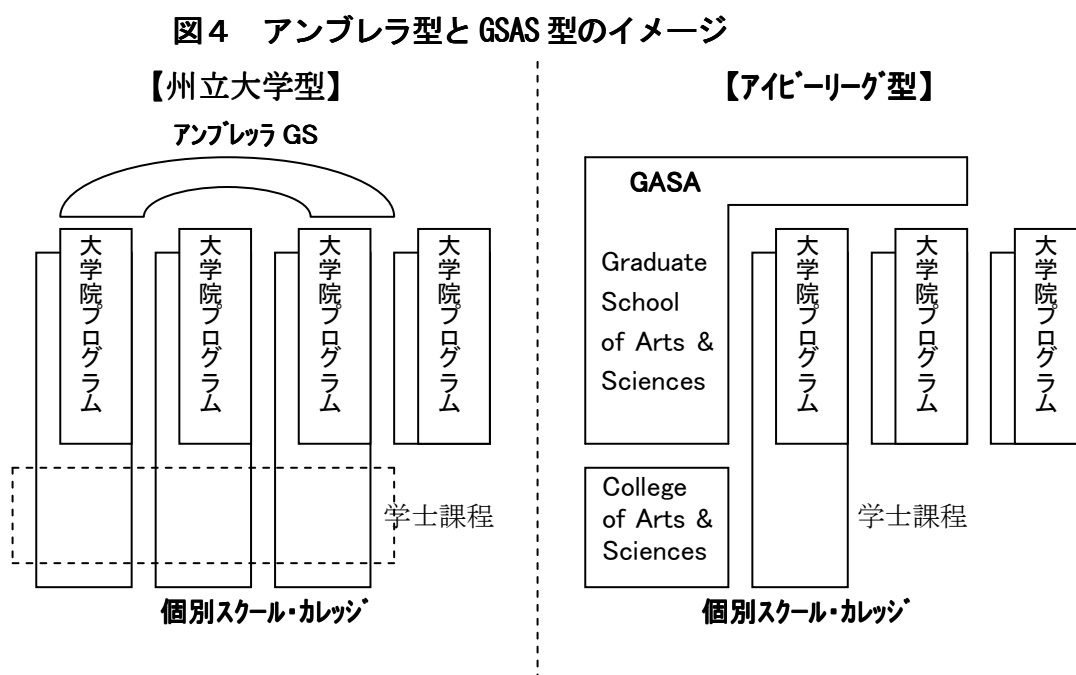 図４　アンブレラ型と GSAS 型のイメージ
【州立大学型】
アンブレッラ GS
大学院プログラム
大学院プログラム
大学院プログラム
大学院プログラム
学士課程
個別スクール・カレッジ
【アイビーリーグ型】
GASA
Graduate
School
of Arts &
Sciences
大学院プログラム
大学院プログラム
大学院プログラム
College
of Arts &
Sciences
学士課程
個別スクール・カレッジ